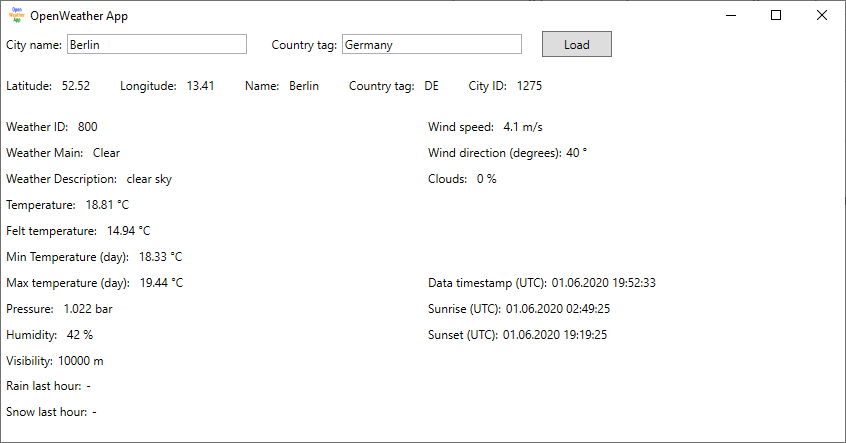 Open Weather App
OpenWeather App
City name: Berlin Country tag: Germany Load
Latitude: 52.52 Longitude: 13.41 Name: Berlin Country tag: DE City ID: 1275
Weather ID: 800 Wind speed: 4.1 m/s
Weather Main: Clear Wind direction (degrees): 40 °
Weather Description: clear sky Clouds: 0 %
Temperature: 18.81 °C
Felt temperature: 14.94 °C
Min Temperature (day): 18.33 °C
Max temperature (day): 19.44 °C Data timestamp (UTC): 01.06.2020 19:52:33
Pressure: 1.022 bar Sunrise (UTC): 01.06.2020 02:49:25
Humidity: 42 % Sunset (UTC): 01.06.2020 19:19:25
Visibility: 10000 m
Rain last hour: -
Snow last hour: -